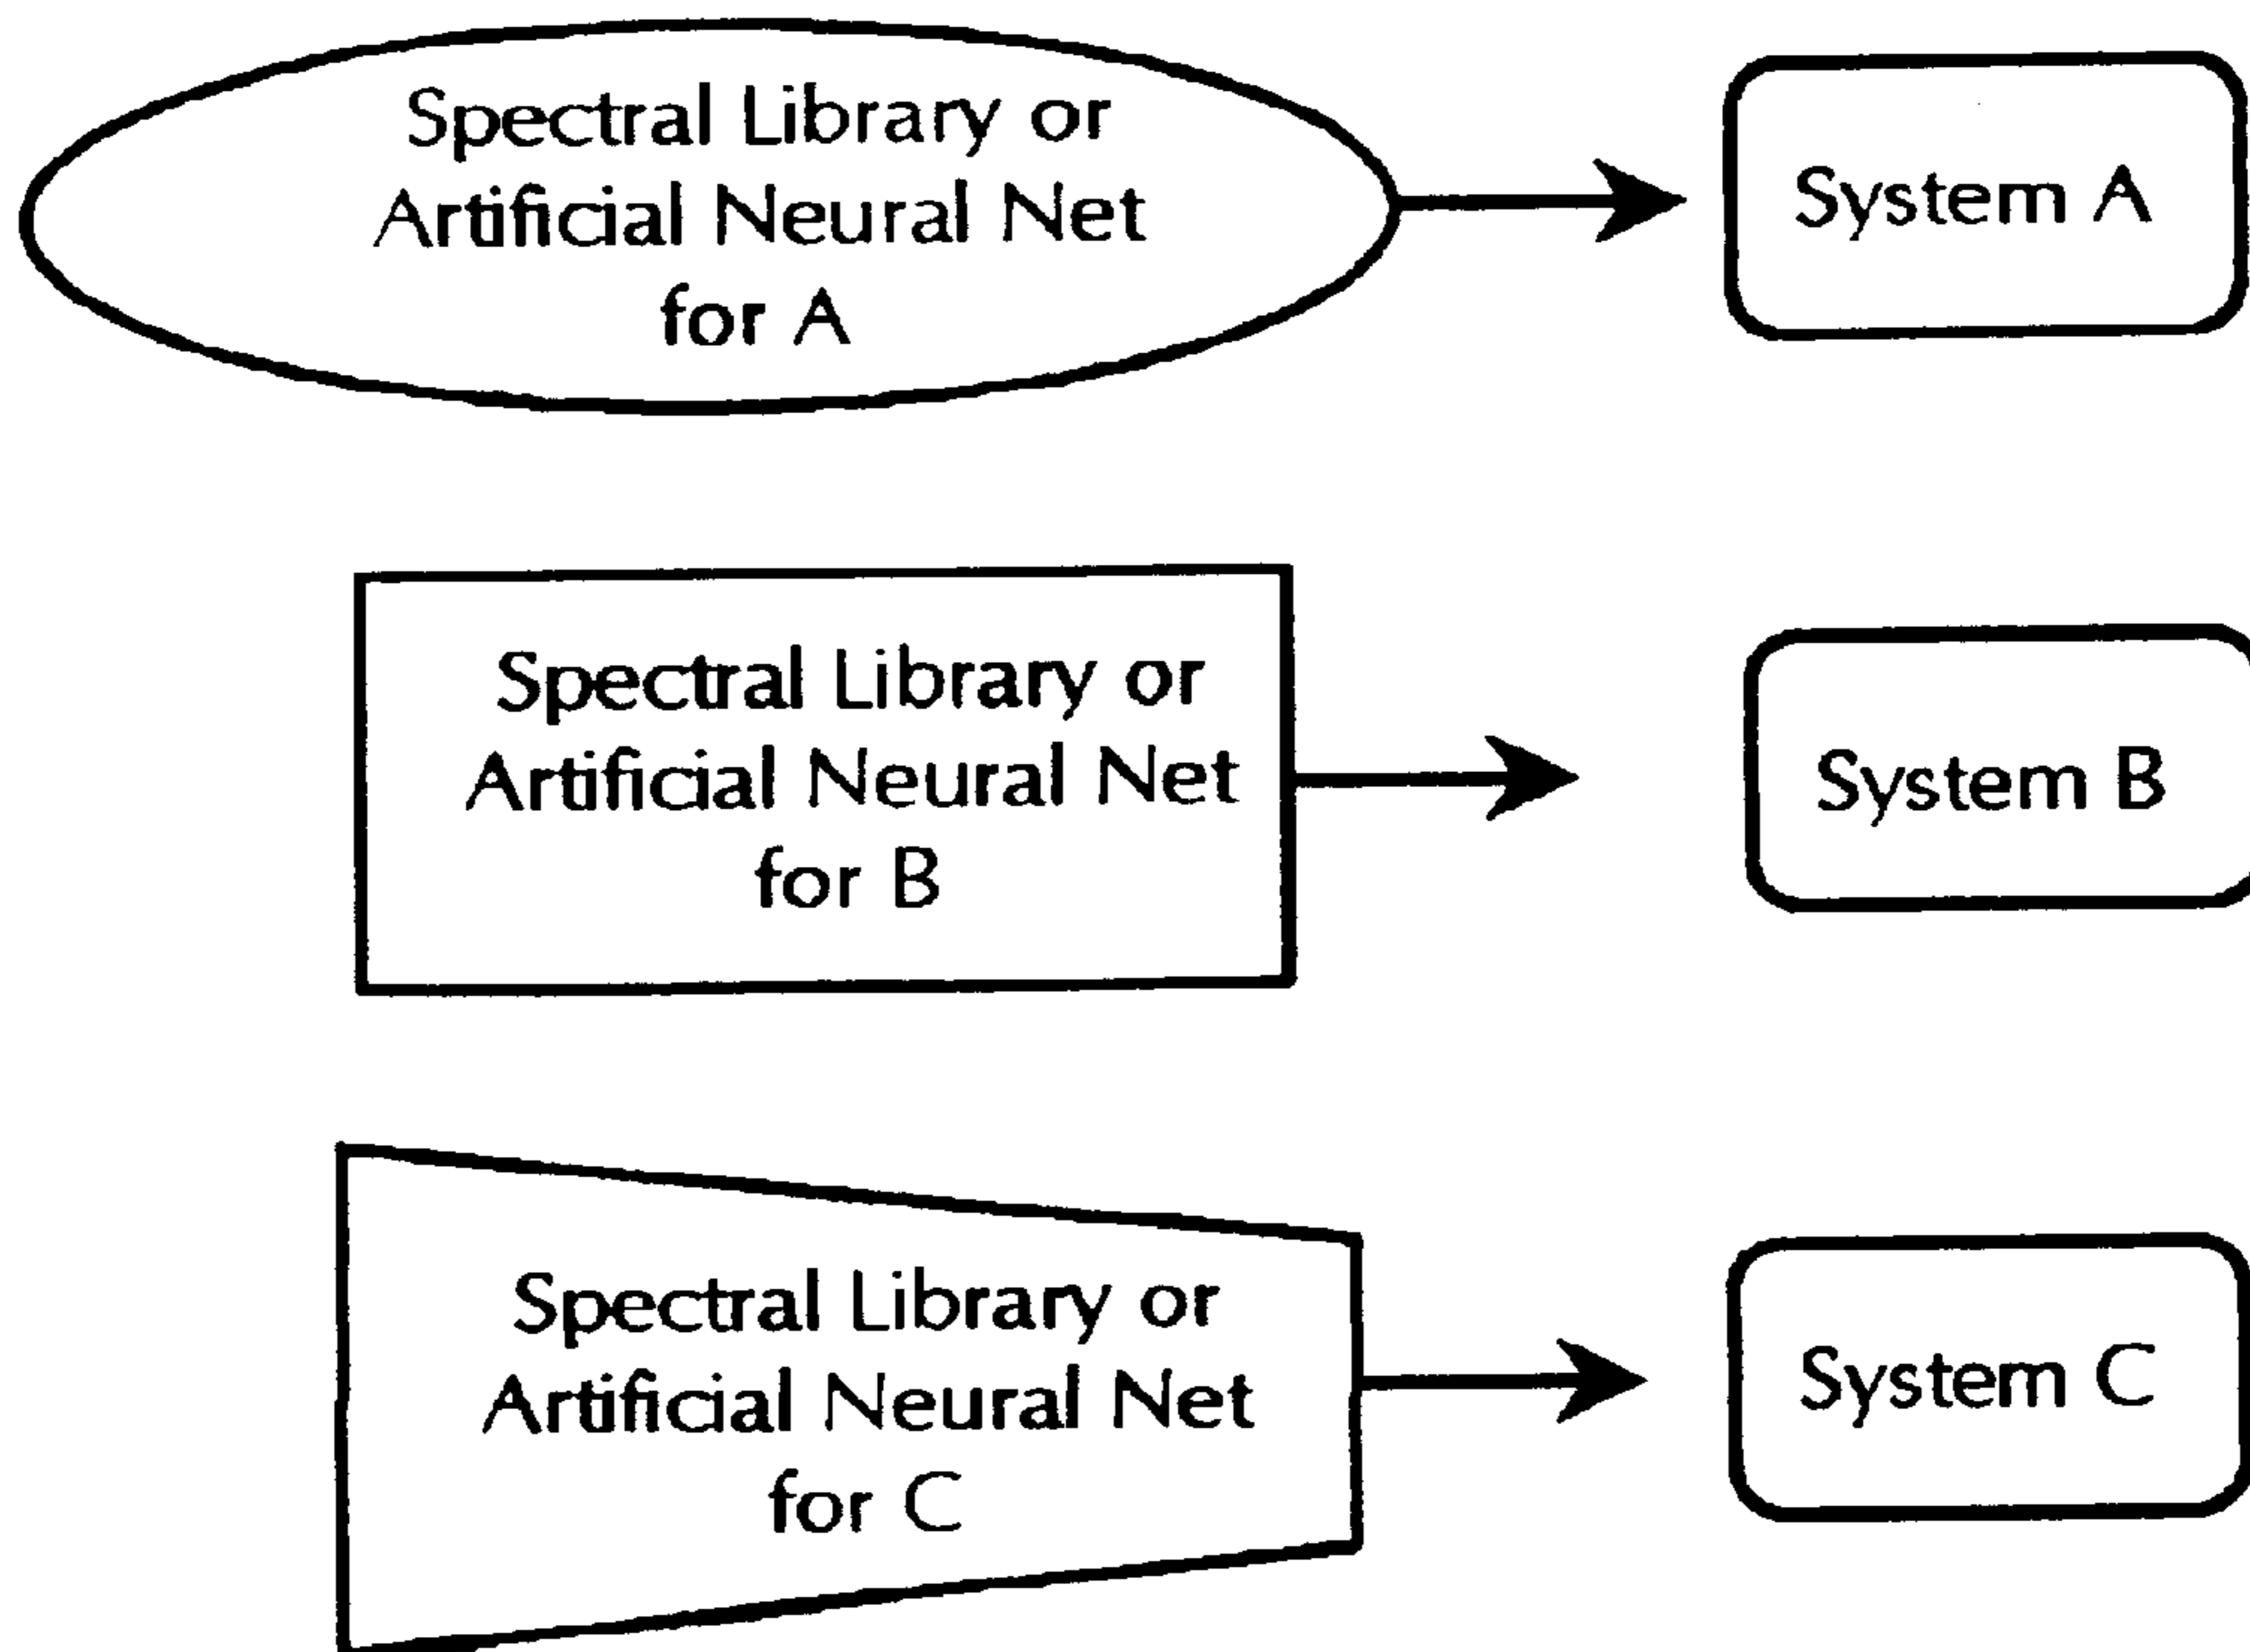 Spectral Library or
Artificial Neural Net
for A
System A
Spectral Library or
Artificial Neural Net
for B
System B
Spectral Library or
Artificial Neural Net
for C
System C